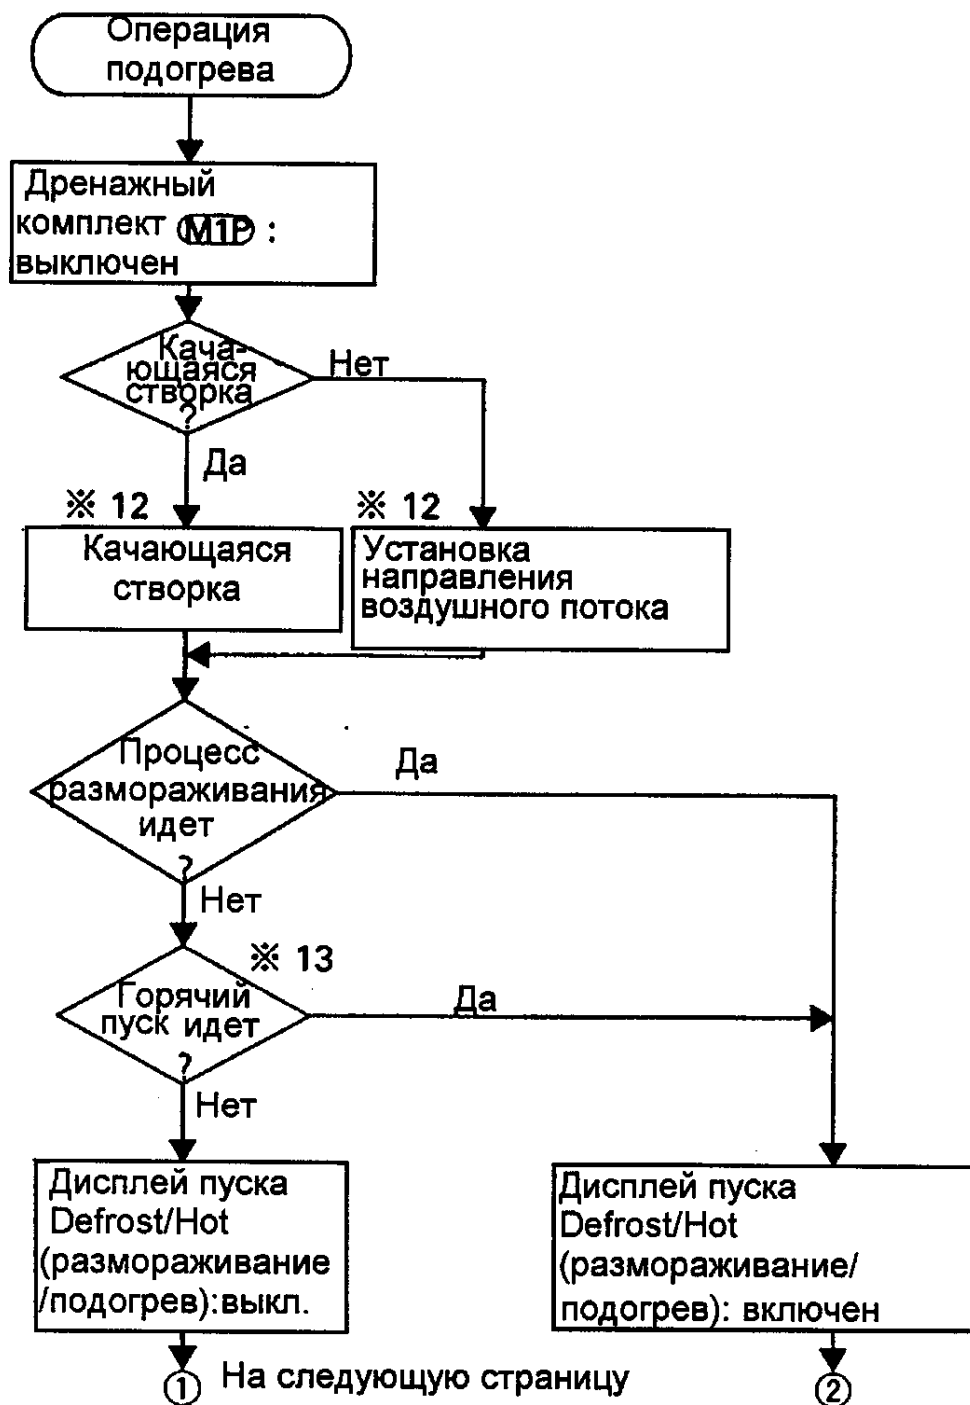 Операция
подогрева
Дренажный
комплект M1P :
выключен
Кача-
ющаяся
створка
?
Нет
Да
※ 12
※ 12
Качающаяся
створка
Установка
направления
воздушного потока
Процесс
размораживания
идет
?
Да
Нет
※ 13
Горячий
пуск идет
?
Да
Нет
Дисплей пуска
Defrost/Hot
(размораживание
/подогрев):выкл.
Дисплей пуска
Defrost/Hot
(размораживание/
подогрев): включен
① На следующую страницу
②